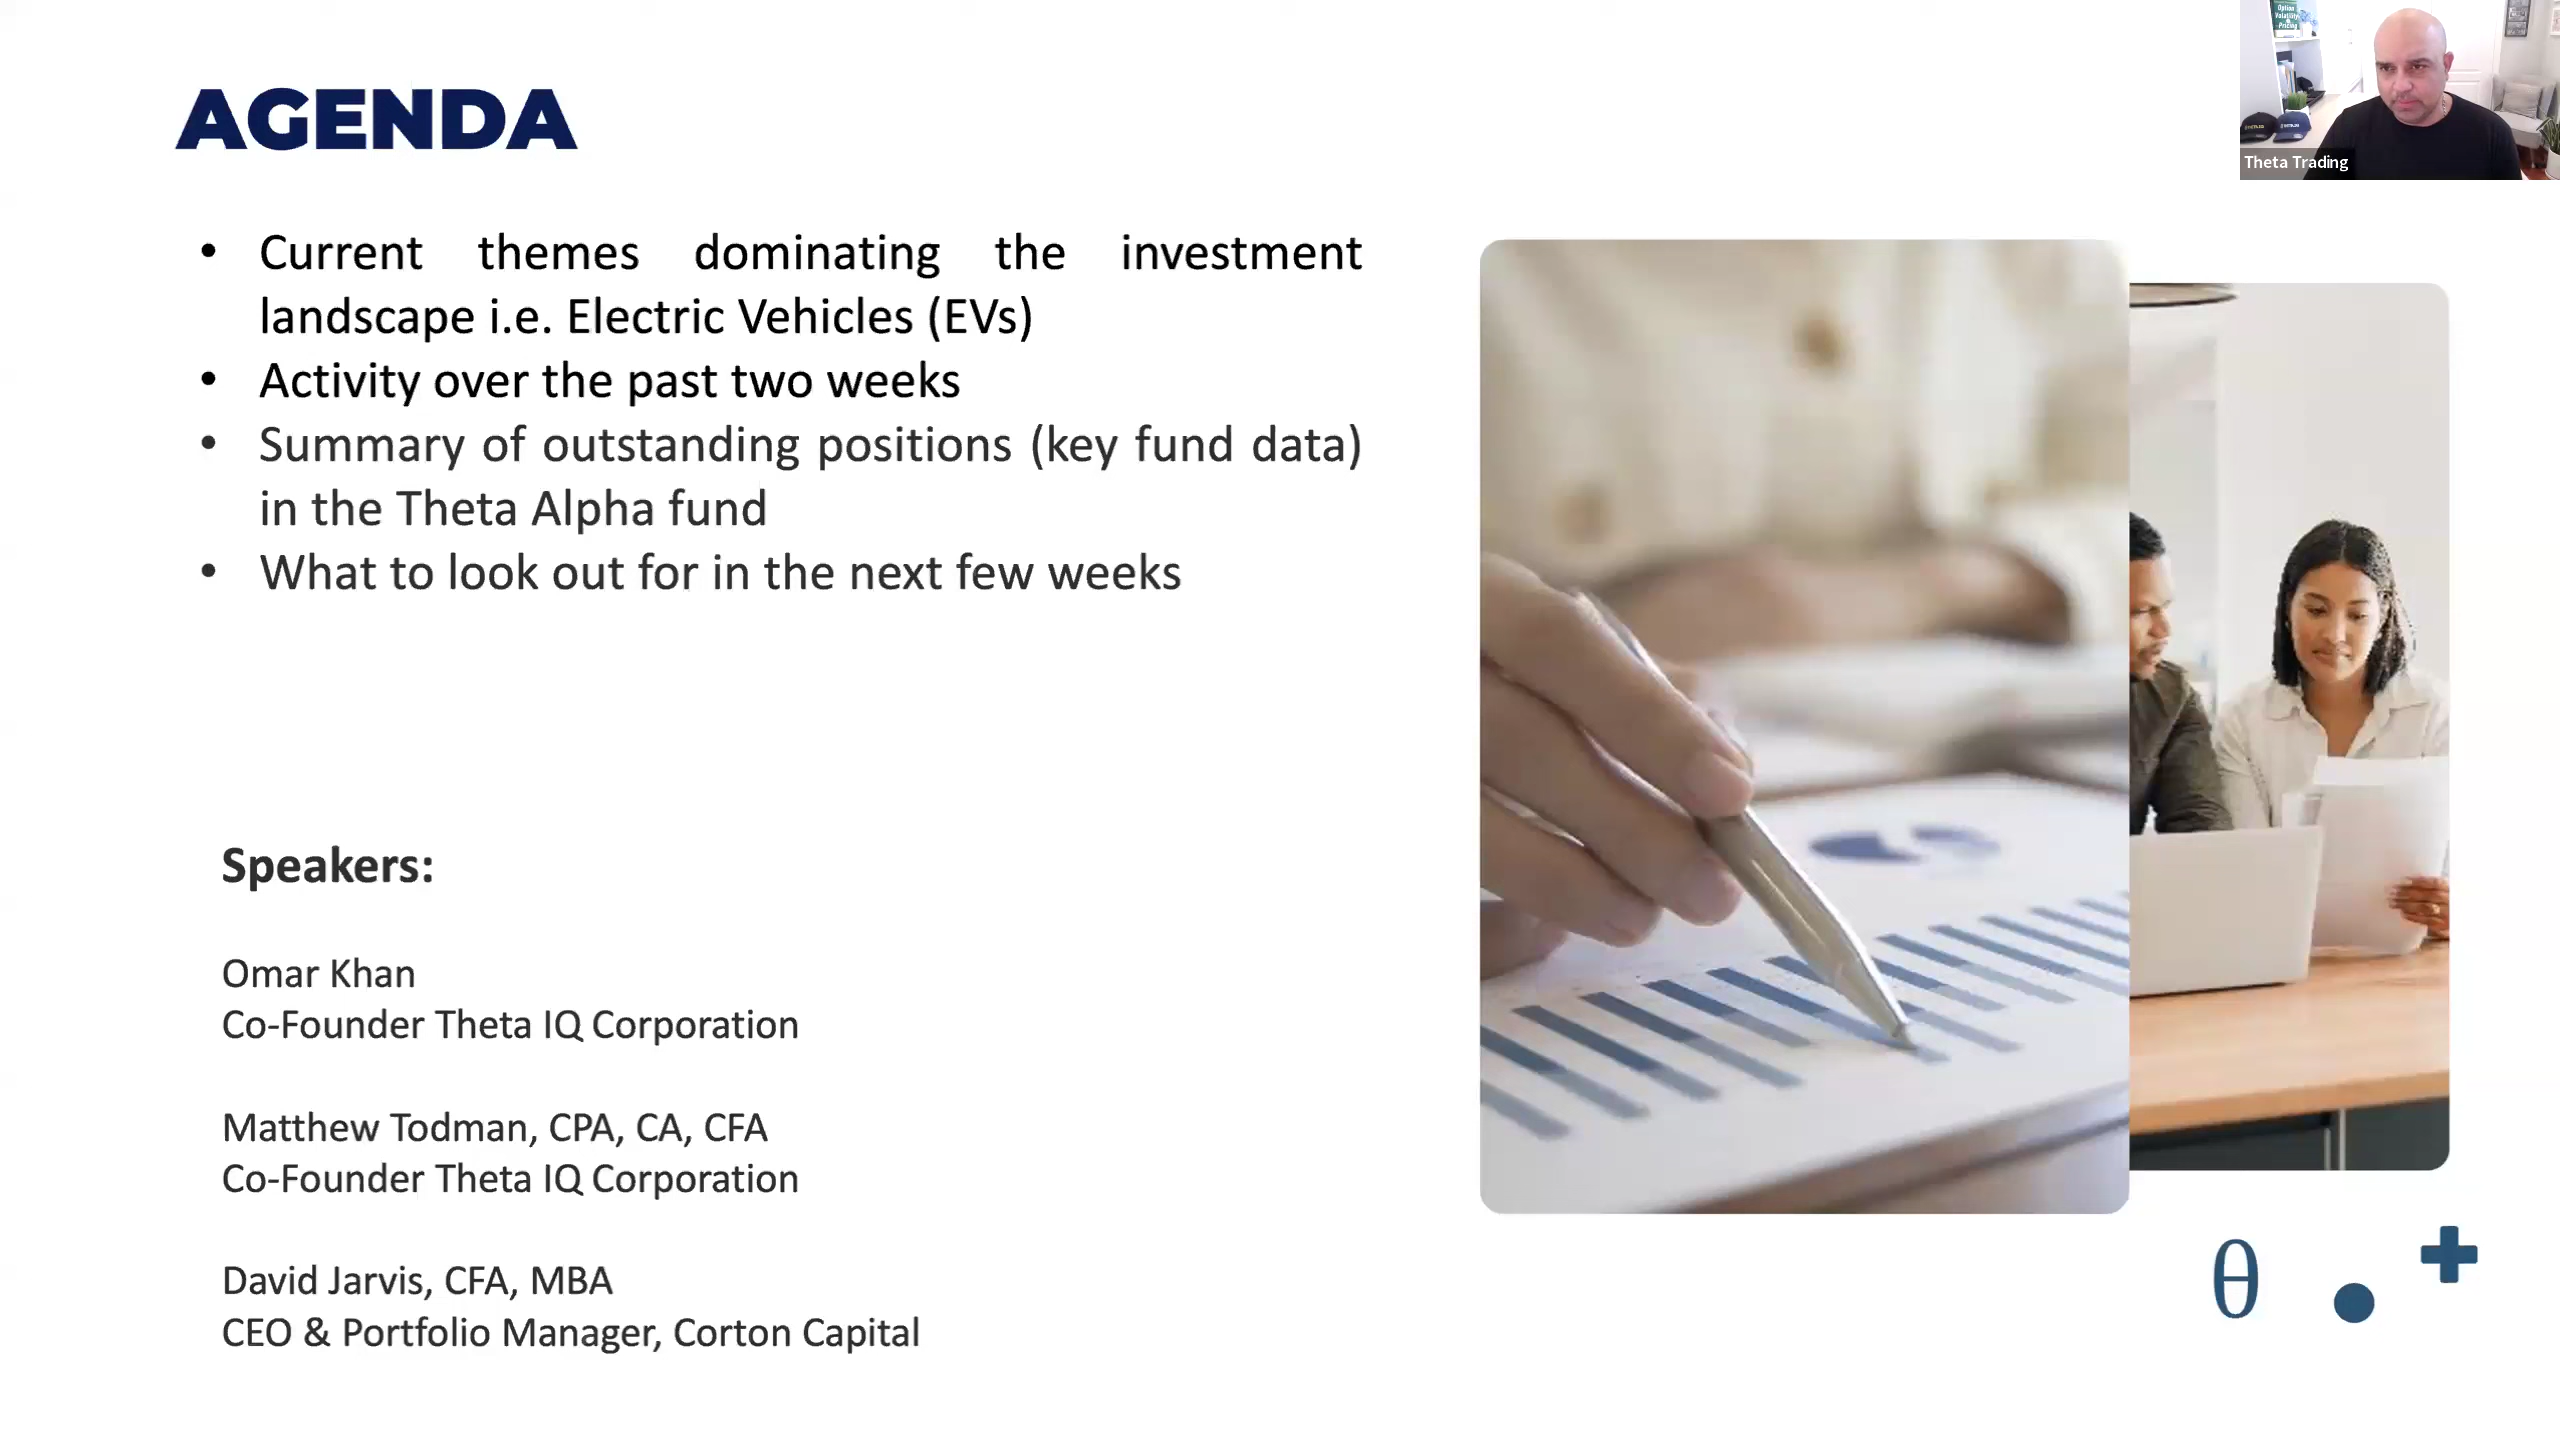 AGENDA
• Current themes dominating the investment
landscape i.e. Electric Vehicles (EVs)
• Activity over the past two weeks
• Summary of outstanding positions (key fund data)
in the Theta Alpha fund
• What to look out for in the next few weeks
Speakers:
Omar Khan
Co-Founder Theta IQ Corporation
Matthew Todman, CPA, CA, CFA
Co-Founder Theta IQ Corporation
David Jarvis, CFA, MBA
CEO & Portfolio Manager, Corton Capital
Option
Volatility
Pricing
Theta Trading
θ